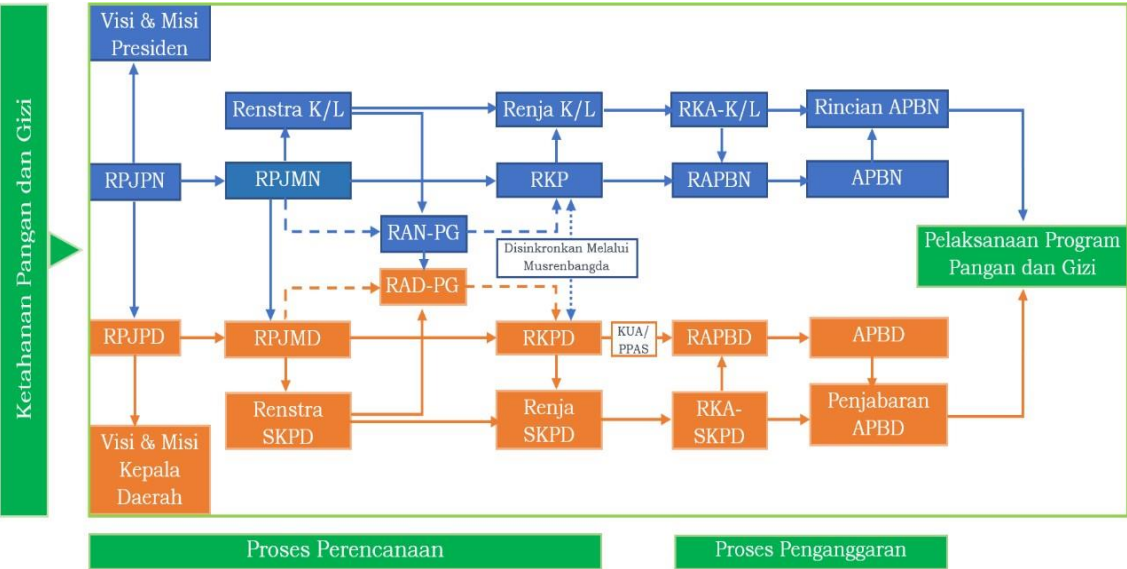 Ketahanan Pangan dan Gizi
Visi & Misi
Presiden
Renstra K/L
Renja K/L
RKA-K/L
Rincian APBN
RPJPN
RPJMN
RKP
RAPBN
APBN
RAN-PG
Disinkronkan Melalui
Musrenbangda
Pelaksanaan Program
Pangan dan Gizi
RAD-PG
RPJPD
RPJMD
RKPD
KUA/
PPAS
RAPBD
APBD
Renstra
SKPD
Renja
SKPD
RKA-
SKPD
Penjabaran
APBD
Visi & Misi
Kepala
Daerah
Proses Perencanaan
Proses Penganggaran